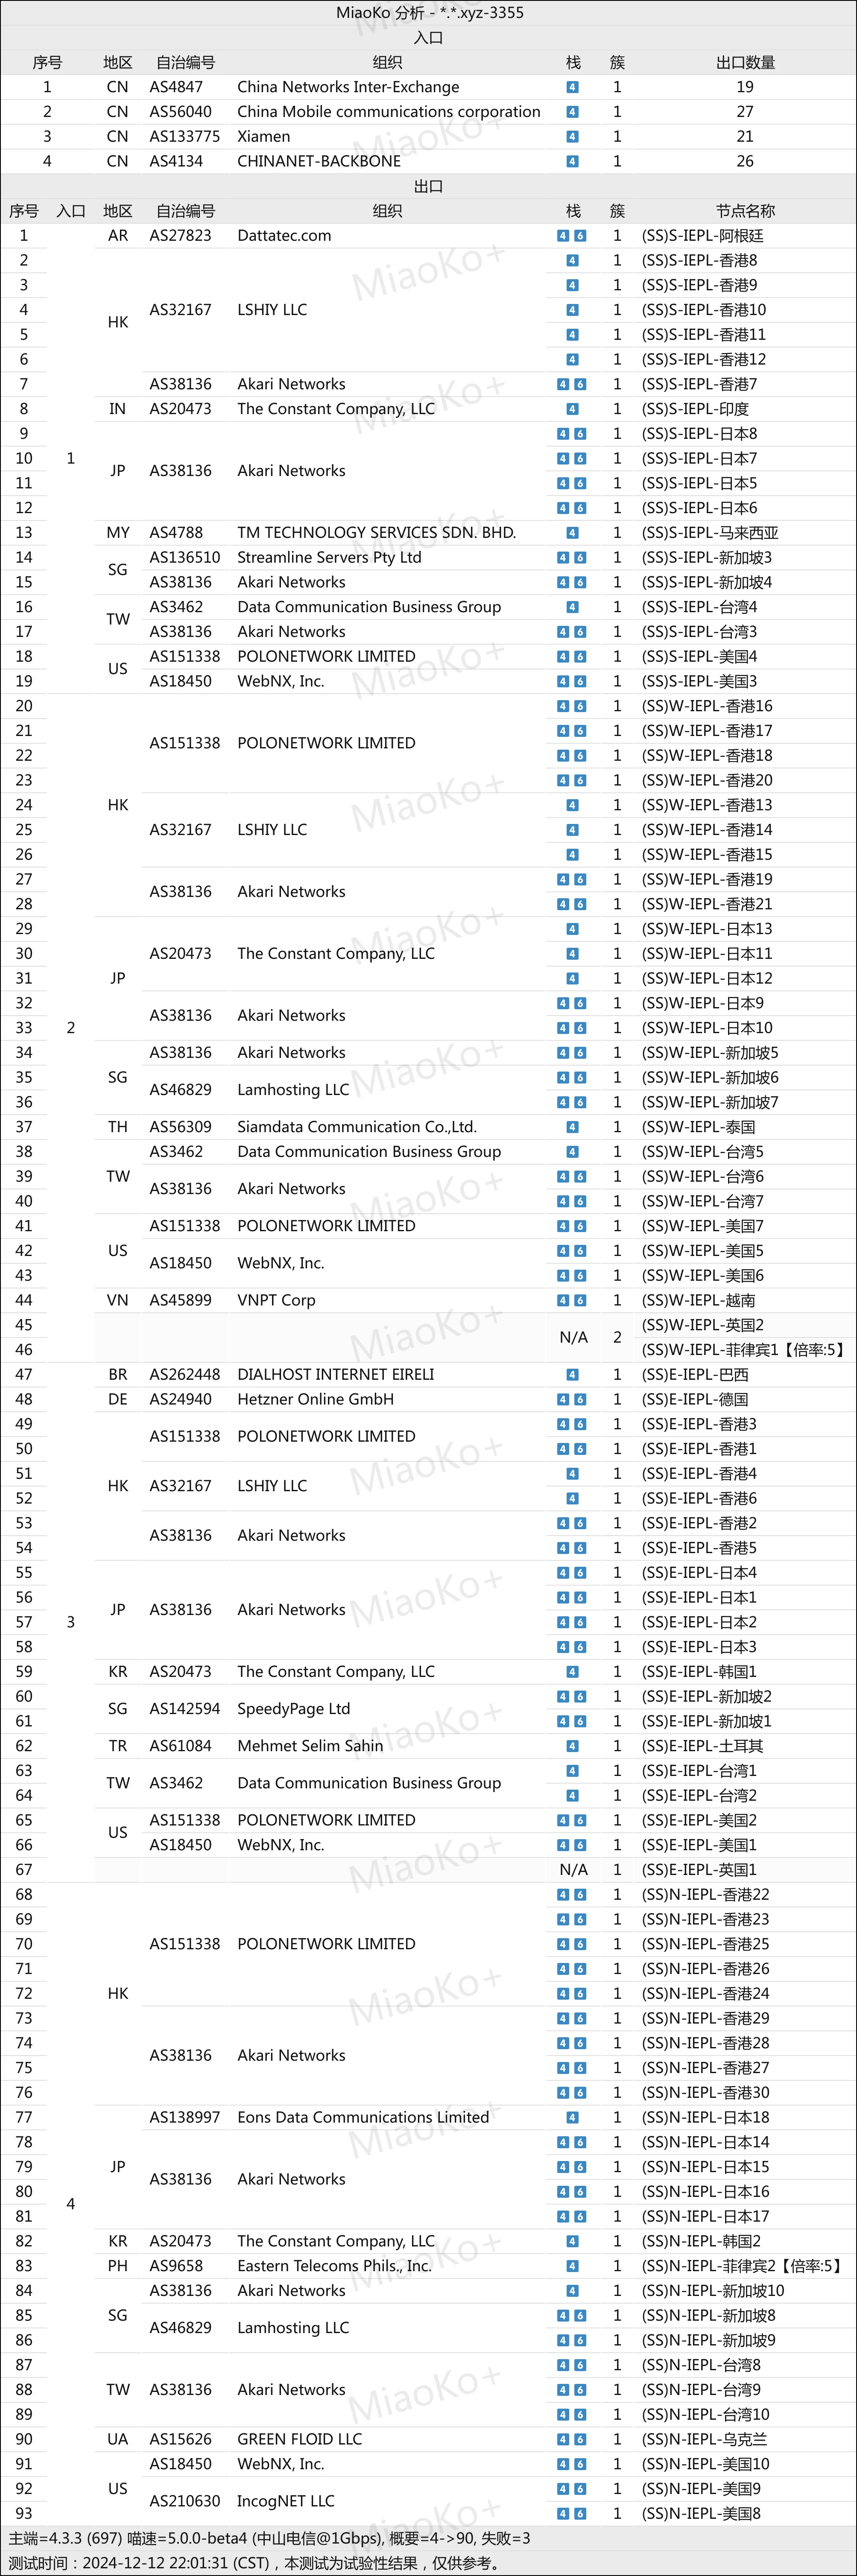 MiaoKo 分析 - *.*.xyz-3355
入口
序号 地区 自治编号 组织 栈 簇 出口数量
1 CN AS4847 China Networks Inter-Exchange 4 1 19
2 CN AS56040 China Mobile communications corporation 4 1 27
3 CN AS133775 Xiamen 4 1 21
4 CN AS4134 CHINANET-BACKBONE 4 1 26
出口
序号 入口 地区 自治编号 组织 栈 簇 节点名称
1 AR AS27823 Dattatec.com 4 6 1 (SS)S-IEPL-阿根廷
2 4 1 (SS)S-IEPL-香港8
3 4 1 (SS)S-IEPL-香港9
4 HK AS32167 LSHIY LLC 4 1 (SS)S-IEPL-香港10
5 4 1 (SS)S-IEPL-香港11
6 4 1 (SS)S-IEPL-香港12
7 AS38136 Akari Networks 4 6 1 (SS)S-IEPL-香港7
8 IN AS20473 The Constant Company, LLC 4 1 (SS)S-IEPL-印度
9 4 6 1 (SS)S-IEPL-日本8
10 1 JP AS38136 Akari Networks 4 6 1 (SS)S-IEPL-日本7
11 4 6 1 (SS)S-IEPL-日本5
12 4 6 1 (SS)S-IEPL-日本6
13 MY AS4788 TM TECHNOLOGY SERVICES SDN. BHD. 4 1 (SS)S-IEPL-马来西亚
14 SG AS136510 Streamline Servers Pty Ltd 4 6 1 (SS)S-IEPL-新加坡3
15 AS38136 Akari Networks 4 6 1 (SS)S-IEPL-新加坡4
16 TW AS3462 Data Communication Business Group 4 1 (SS)S-IEPL-台湾4
17 AS38136 Akari Networks 4 6 1 (SS)S-IEPL-台湾3
18 US AS151338 POLONETWORK LIMITED 4 6 1 (SS)S-IEPL-美国4
19 AS18450 WebNX, Inc. 4 6 1 (SS)S-IEPL-美国3
20 4 6 1 (SS)W-IEPL-香港16
21 AS151338 POLONETWORK LIMITED 4 6 1 (SS)W-IEPL-香港17
22 4 6 1 (SS)W-IEPL-香港18
23 4 6 1 (SS)W-IEPL-香港20
24 HK 4 1 (SS)W-IEPL-香港13
25 AS32167 LSHIY LLC 4 1 (SS)W-IEPL-香港14
26 4 1 (SS)W-IEPL-香港15
27 AS38136 Akari Networks 4 6 1 (SS)W-IEPL-香港19
28 4 6 1 (SS)W-IEPL-香港21
29 4 1 (SS)W-IEPL-日本13
30 AS20473 The Constant Company, LLC 4 1 (SS)W-IEPL-日本11
31 JP 4 1 (SS)W-IEPL-日本12
32 AS38136 Akari Networks 4 6 1 (SS)W-IEPL-日本9
33 2 4 6 1 (SS)W-IEPL-日本10
34 SG AS38136 Akari Networks 4 6 1 (SS)W-IEPL-新加坡5
35 AS46829 Lamhosting LLC 4 6 1 (SS)W-IEPL-新加坡6
36 4 6 1 (SS)W-IEPL-新加坡7
37 TH AS56309 Siamdata Communication Co.,Ltd. 4 1 (SS)W-IEPL-泰国
38 AS3462 Data Communication Business Group 4 1 (SS)W-IEPL-台湾5
39 TW AS38136 Akari Networks 4 6 1 (SS)W-IEPL-台湾6
40 4 6 1 (SS)W-IEPL-台湾7
41 AS151338 POLONETWORK LIMITED 4 6 1 (SS)W-IEPL-美国7
42 US AS18450 WebNX, Inc. 4 6 1 (SS)W-IEPL-美国5
43 4 6 1 (SS)W-IEPL-美国6
44 VN AS45899 VNPT Corp 4 6 1 (SS)W-IEPL-越南
45 N/A 2 (SS)W-IEPL-英国2
46 (SS)W-IEPL-菲律宾1【倍率:5】
47 BR AS262448 DIALHOST INTERNET EIRELI 4 1 (SS)E-IEPL-巴西
48 DE AS24940 Hetzner Online GmbH 4 6 1 (SS)E-IEPL-德国
49 AS151338 POLONETWORK LIMITED 4 6 1 (SS)E-IEPL-香港3
50 4 6 1 (SS)E-IEPL-香港1
51 HK AS32167 LSHIY LLC 4 1 (SS)E-IEPL-香港4
52 4 1 (SS)E-IEPL-香港6
53 AS38136 Akari Networks 4 6 1 (SS)E-IEPL-香港2
54 4 6 1 (SS)E-IEPL-香港5
55 4 6 1 (SS)E-IEPL-日本4
56 JP AS38136 Akari Networks 4 6 1 (SS)E-IEPL-日本1
57 3 4 6 1 (SS)E-IEPL-日本2
58 4 6 1 (SS)E-IEPL-日本3
59 KR AS20473 The Constant Company, LLC 4 1 (SS)E-IEPL-韩国1
60 SG AS142594 SpeedyPage Ltd 4 6 1 (SS)E-IEPL-新加坡2
61 4 6 1 (SS)E-IEPL-新加坡1
62 TR AS61084 Mehmet Selim Sahin 4 1 (SS)E-IEPL-土耳其
63 TW AS3462 Data Communication Business Group 4 1 (SS)E-IEPL-台湾1
64 4 1 (SS)E-IEPL-台湾2
65 US AS151338 POLONETWORK LIMITED 4 6 1 (SS)E-IEPL-美国2
66 AS18450 WebNX, Inc. 4 6 1 (SS)E-IEPL-美国1
67 N/A 1 (SS)E-IEPL-英国1
68 4 6 1 (SS)N-IEPL-香港22
69 4 6 1 (SS)N-IEPL-香港23
70 AS151338 POLONETWORK LIMITED 4 6 1 (SS)N-IEPL-香港25
71 4 6 1 (SS)N-IEPL-香港26
72 HK 4 6 1 (SS)N-IEPL-香港24
73 4 6 1 (SS)N-IEPL-香港29
74 AS38136 Akari Networks 4 6 1 (SS)N-IEPL-香港28
75 4 6 1 (SS)N-IEPL-香港27
76 4 6 1 (SS)N-IEPL-香港30
77 AS138997 Eons Data Communications Limited 4 1 (SS)N-IEPL-日本18
78 4 6 1 (SS)N-IEPL-日本14
79 JP AS38136 Akari Networks 4 6 1 (SS)N-IEPL-日本15
80 4 4 6 1 (SS)N-IEPL-日本16
81 4 6 1 (SS)N-IEPL-日本17
82 KR AS20473 The Constant Company, LLC 4 1 (SS)N-IEPL-韩国2
83 PH AS9658 Eastern Telecoms Phils., Inc. 4 1 (SS)N-IEPL-菲律宾2【倍率:5】
84 AS38136 Akari Networks 4 1 (SS)N-IEPL-新加坡10
85 SG AS46829 Lamhosting LLC 4 6 1 (SS)N-IEPL-新加坡8
86 4 6 1 (SS)N-IEPL-新加坡9
87 4 6 1 (SS)N-IEPL-台湾8
88 TW AS38136 Akari Networks 4 6 1 (SS)N-IEPL-台湾9
89 4 6 1 (SS)N-IEPL-台湾10
90 UA AS15626 GREEN FLOID LLC 4 6 1 (SS)N-IEPL-乌克兰
91 AS18450 WebNX, Inc. 4 6 1 (SS)N-IEPL-美国10
92 US AS210630 IncogNET LLC 4 6 1 (SS)N-IEPL-美国9
93 4 6 1 (SS)N-IEPL-美国8
主端=4.3.3 (697) 喵速=5.0.0-beta4 (中山电信@1Gbps), 概要=4->90, 失败=3
测试时间：2024-12-12 22:01:31 (CST)，本测试为试验性结果，仅供参考。